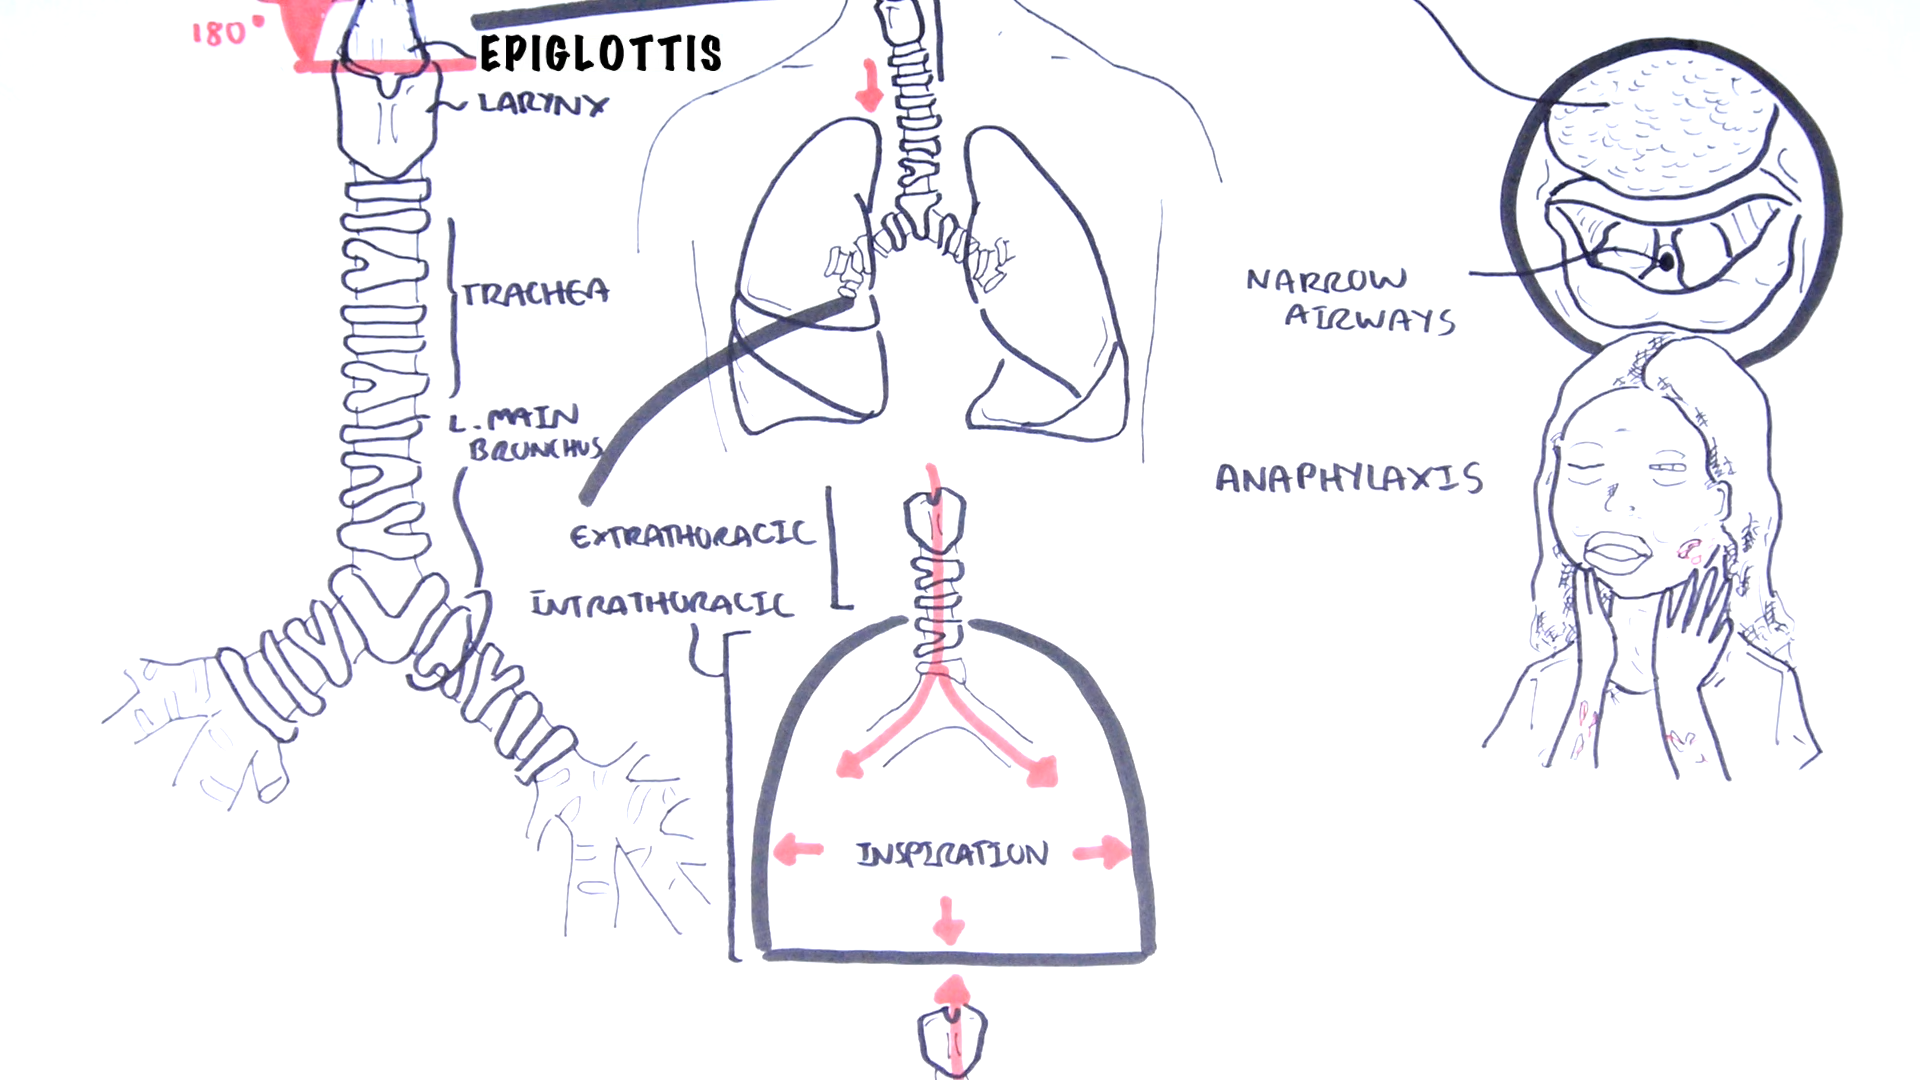 180°
EPIGLOTTIS
LARYNX
TRACHEA
L. MAIN
BRONCHUS
EXTRATHORACIC
INTRATHORACIC
INSPIRATION
NARROW
AIRWAYS
ANAPHYLAXIS